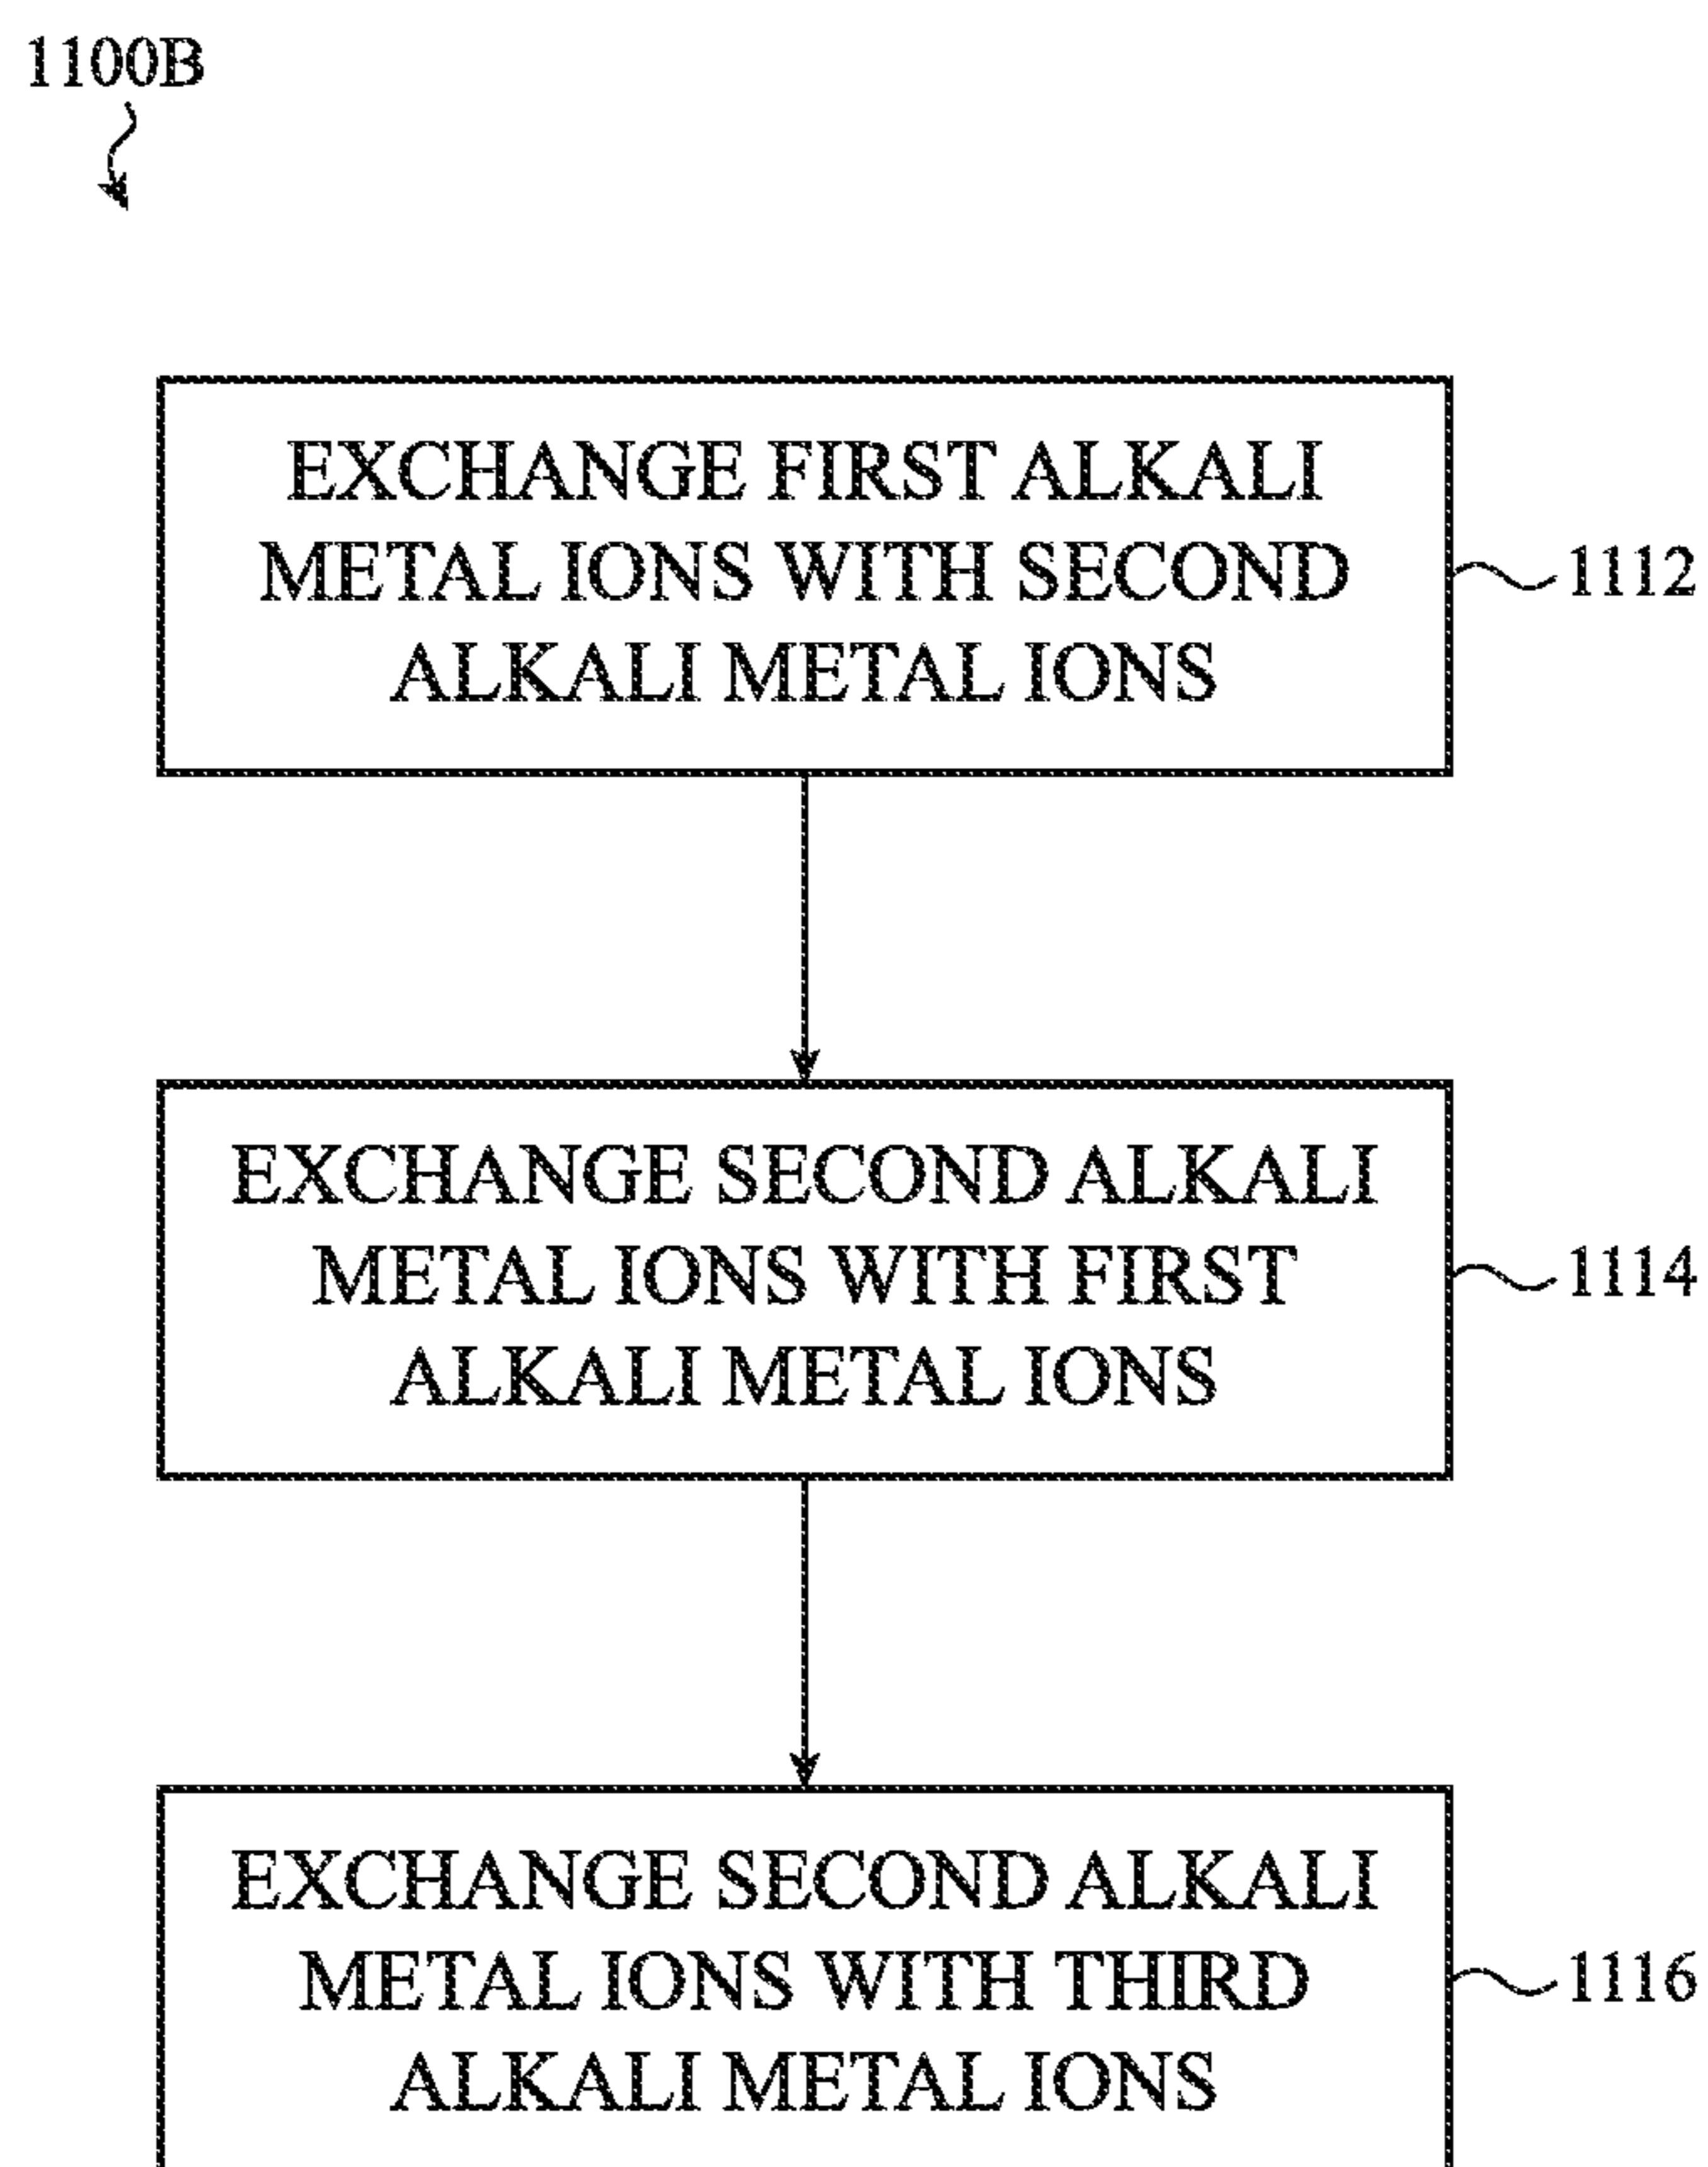 1100B
EXCHANGE FIRST ALKALI
METAL IONS WITH SECOND
ALKALI METAL IONS
1112
EXCHANGE SECOND ALKALI
METAL IONS WITH FIRST
ALKALI METAL IONS
1114
EXCHANGE SECOND ALKALI
METAL IONS WITH THIRD
ALKALI METAL IONS
1116